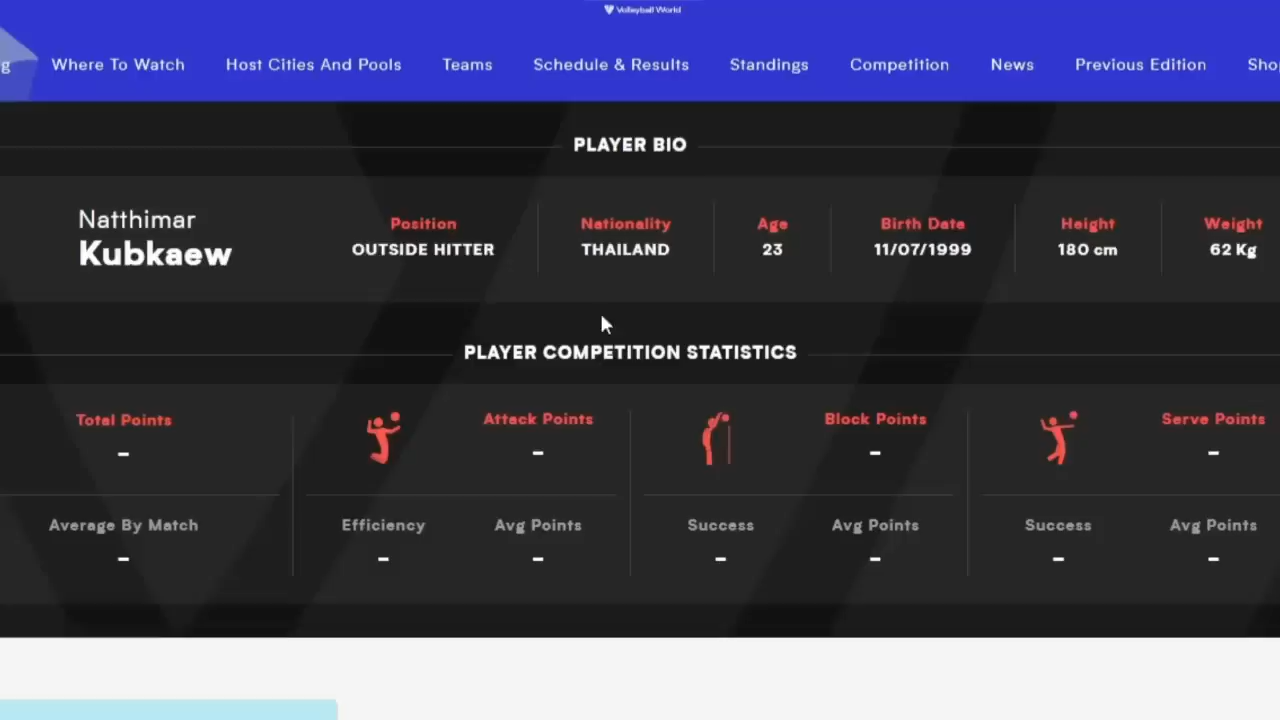 Volleyball World
g Where To Watch Host Cities And Pools Teams Schedule & Results Standings Competition News Previous Edition Sho
PLAYER BIO
Natthimar
Kubkaew
Position Nationality Age Birth Date Height Weight
OUTSIDE HITTER THAILAND 23 11/07/1999 180 cm 62 Kg
PLAYER COMPETITION STATISTICS
Total Points Attack Points Block Points Serve Points
- - - -
Average By Match Efficiency Avg Points Success Avg Points Success Avg Points
- - - - - - -